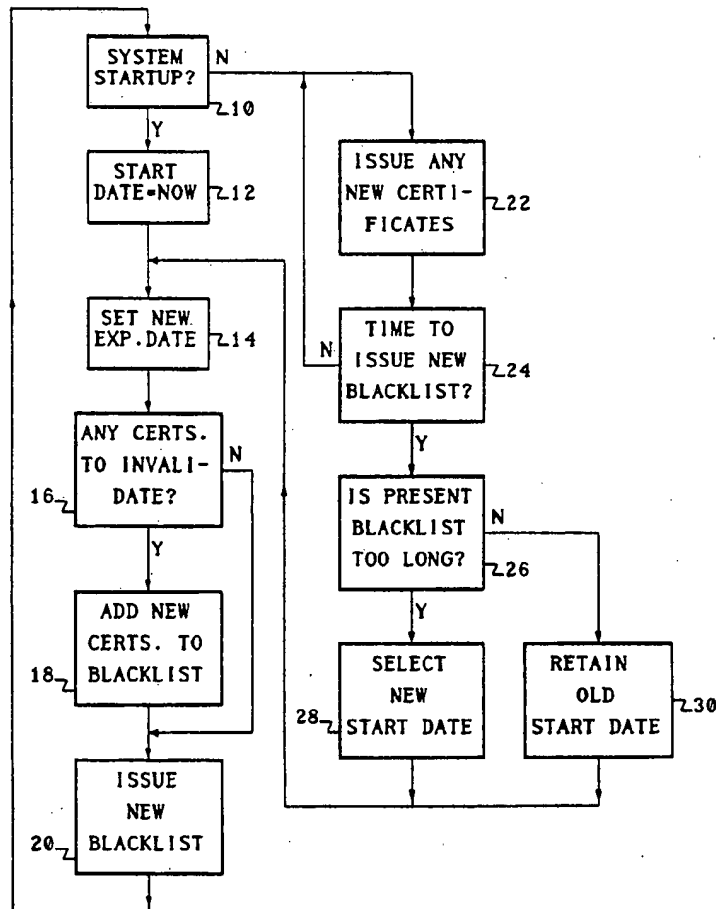 SYSTEM
STARTUP?
N
10
Y
START
DATE=NOW
12
SET NEW
EXP.DATE
14
ANY CERTS.
TO INVALI-
DATE?
N
16
Y
ADD NEW
CERTS. TO
BLACKLIST
18
ISSUE
NEW
BLACKLIST
20
ISSUE ANY
NEW CERTI-
FICATES
22
TIME TO
ISSUE NEW
BLACKLIST?
N
24
Y
IS PRESENT
BLACKLIST
TOO LONG?
N
26
Y
SELECT
NEW
START DATE
28
RETAIN
OLD
START DATE
30